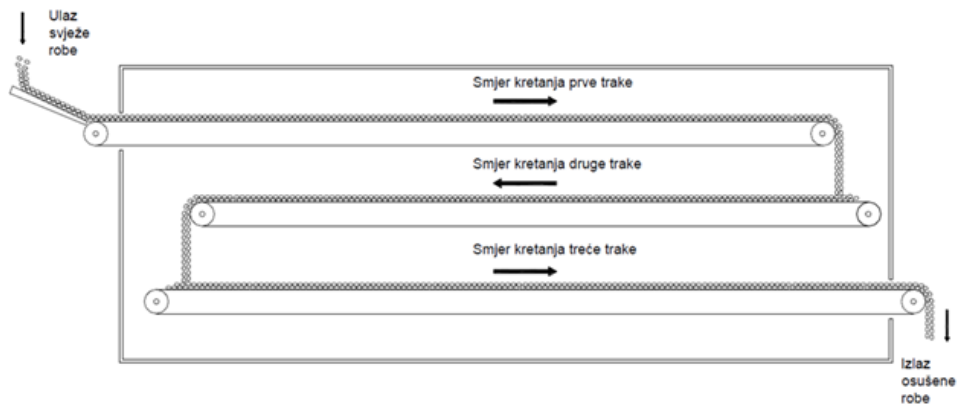 Ulaz
svježe
robe
Smjer kretanja prve trake
Smjer kretanja druge trake
Smjer kretanja treće trake
Izlaz
osušene
robe